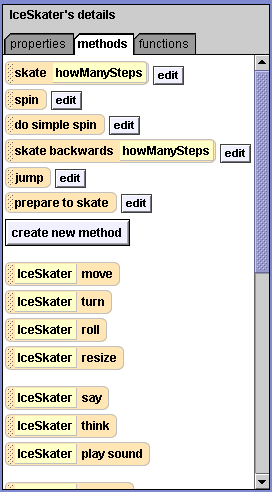 IceSkater's details
properties methods functions
skate howManySteps edit
spin edit
do simple spin edit
skate backwards howManySteps edit
jump edit
prepare to skate edit
create new method
IceSkater move
IceSkater turn
IceSkater roll
IceSkater resize
IceSkater say
IceSkater think
IceSkater play sound